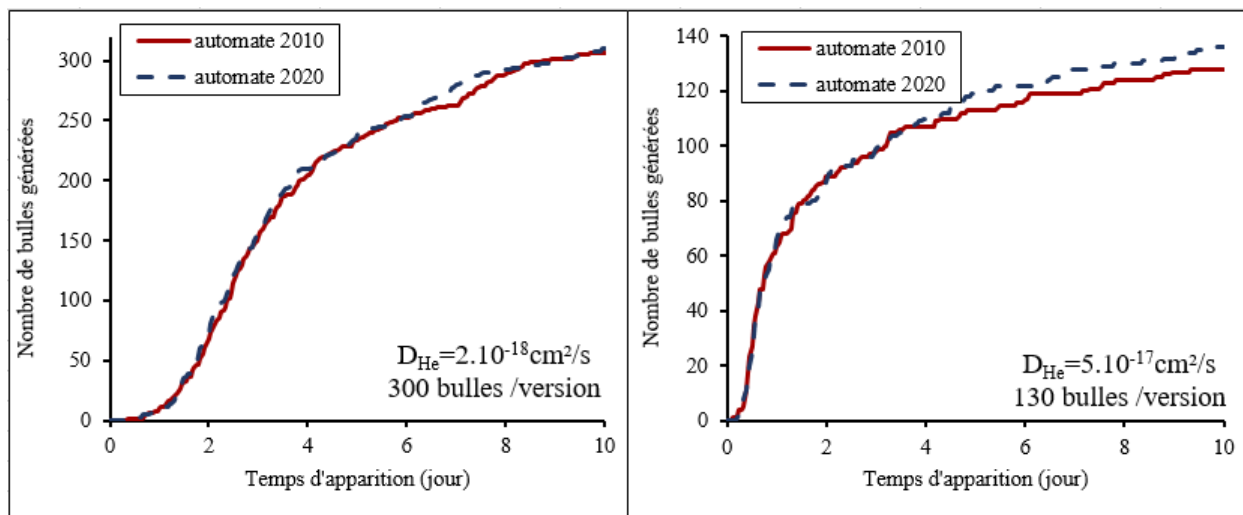 automate 2010
automate 2020
300
250
200
150
100
50
0
Nombre de bulles générées
D_He=2.10⁻¹⁸cm²/s
300 bulles /version
0 2 4 6 8 10
Temps d'apparition (jour)
automate 2010
automate 2020
140
120
100
80
60
40
20
0
Nombre de bulles générées
D_He=5.10⁻¹⁷cm²/s
130 bulles /version
0 2 4 6 8 10
Temps d'apparition (jour)